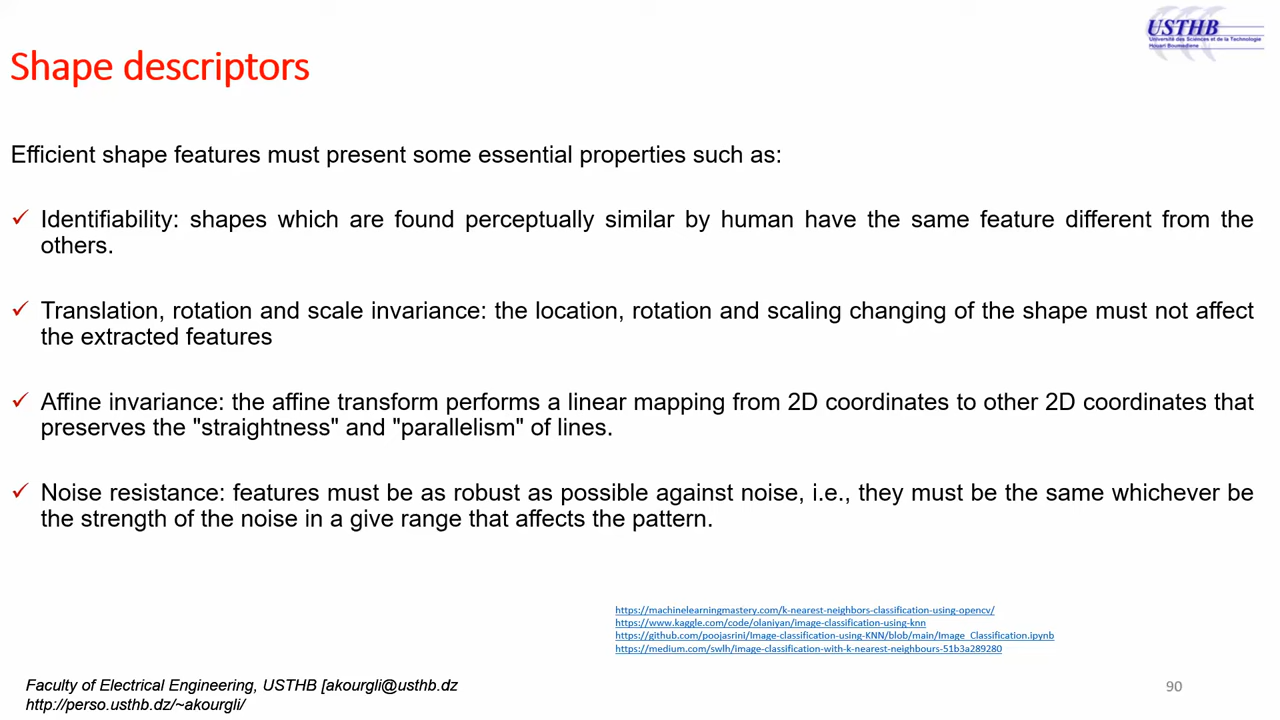 USTHB
Université des Sciences et de la Technologie
Houari Boumediene
Shape descriptors
Efficient shape features must present some essential properties such as:
✓ Identifiability: shapes which are found perceptually similar by human have the same feature different from the
others.
✓ Translation, rotation and scale invariance: the location, rotation and scaling changing of the shape must not affect
the extracted features
✓ Affine invariance: the affine transform performs a linear mapping from 2D coordinates to other 2D coordinates that
preserves the "straightness" and "parallelism" of lines.
✓ Noise resistance: features must be as robust as possible against noise, i.e., they must be the same whichever be
the strength of the noise in a give range that affects the pattern.
https://machinelearningmastery.com/k-nearest-neighbors-classification-using-opencv/
https://www.kaggle.com/code/olaniyan/image-classification-using-knn
https://github.com/poojasrini/Image-classification-using-KNN/blob/main/Image_Classification.ipynb
https://medium.com/swlh/image-classification-with-k-nearest-neighbours-51b3a289280
Faculty of Electrical Engineering, USTHB [akourgli@usthb.dz
http://perso.usthb.dz/~akourgli/
90